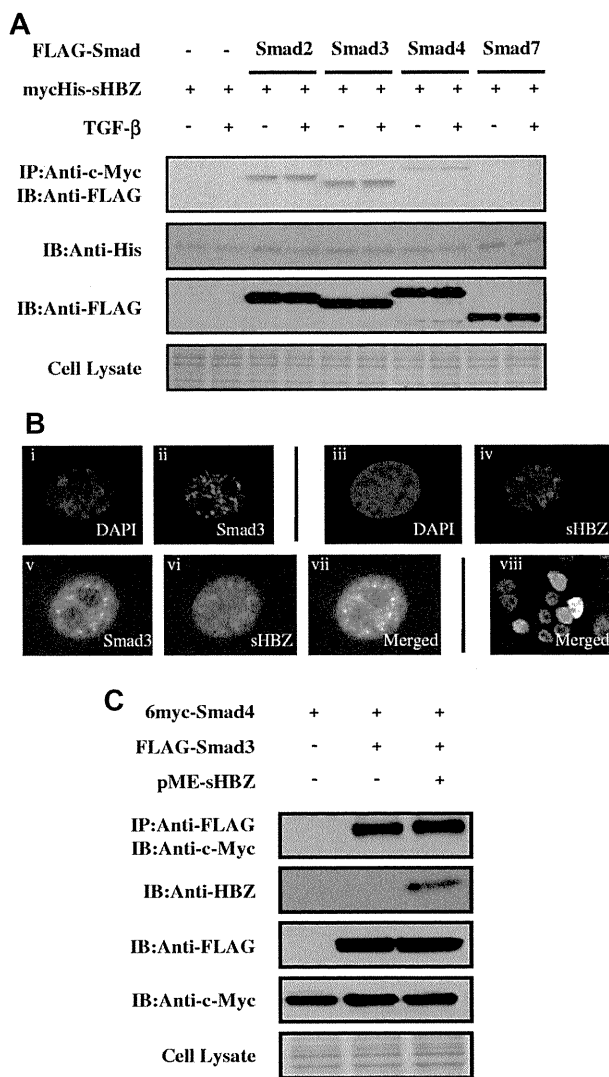 A
FLAG-Smad - - Smad2 Smad3 Smad4 Smad7
mycHis-sHBZ + + + + + + + + + +
TGF-β - + - + - + - + - +
IP:Anti-c-Myc
IB:Anti-FLAG
IB:Anti-His
IB:Anti-FLAG
Cell Lysate
B
i ii iii iv
DAPI Smad3 DAPI sHBZ
v vi vii viii
Smad3 sHBZ Merged Merged
C
6myc-Smad4 + + +
FLAG-Smad3 - + +
pME-sHBZ - - +
IP:Anti-FLAG
IB:Anti-c-Myc
IB:Anti-HBZ
IB:Anti-FLAG
IB:Anti-c-Myc
Cell Lysate